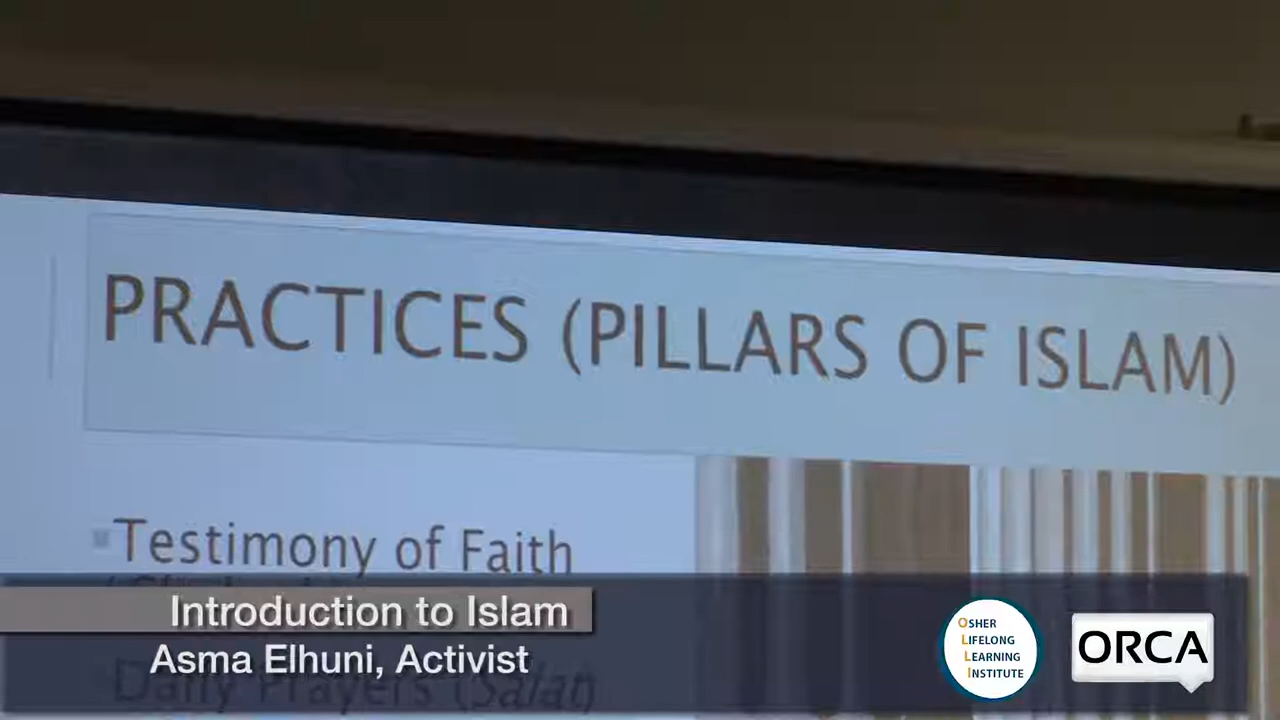 PRACTICES (PILLARS OF ISLAM)
Testimony of Faith
Introduction to Islam
Asma Elhuni, Activist
Daily Prayers (Salat)
OSHER
LIFELONG
LEARNING
INSTITUTE
ORCA